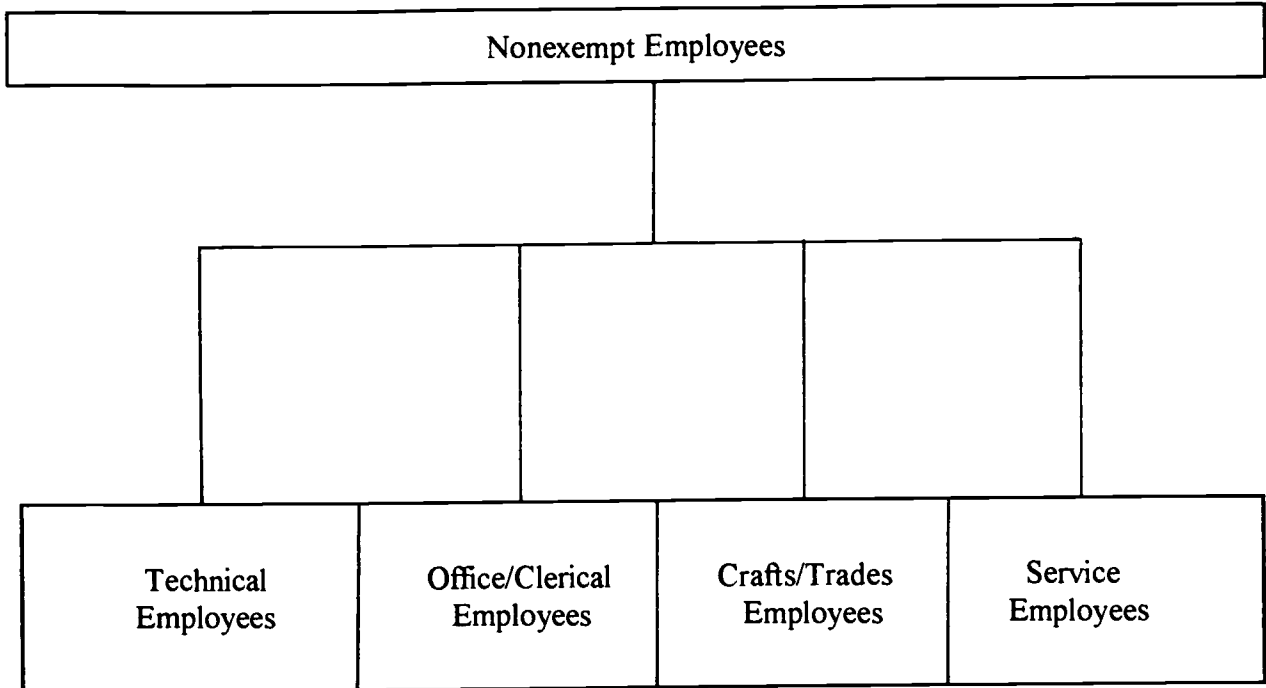 Nonexempt Employees
Technical
Employees
Office/Clerical
Employees
Crafts/Trades
Employees
Service
Employees